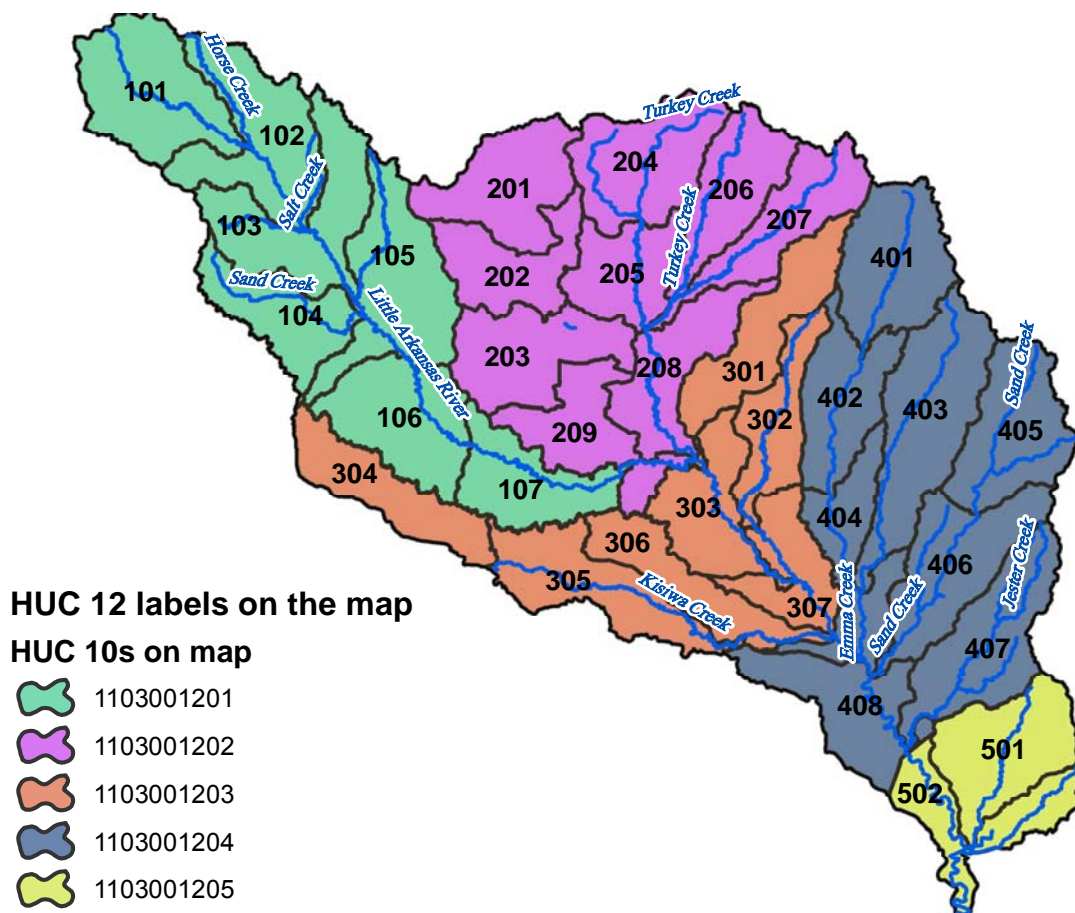 Horse Creek
101
102
Salt Creek
103
105
Sand Creek
104
Little Arkansas River
106
107
201
202
203
Turkey Creek
204
206
207
Turkey Creek
205
208
209
301
302
303
304
305
306
307
Kisiwa Creek
401
402
403
404
Sand Creek
405
406
Emma Creek
Sand Creek
Jester Creek
407
408
501
502
HUC 12 labels on the map
HUC 10s on map
1103001201
1103001202
1103001203
1103001204
1103001205